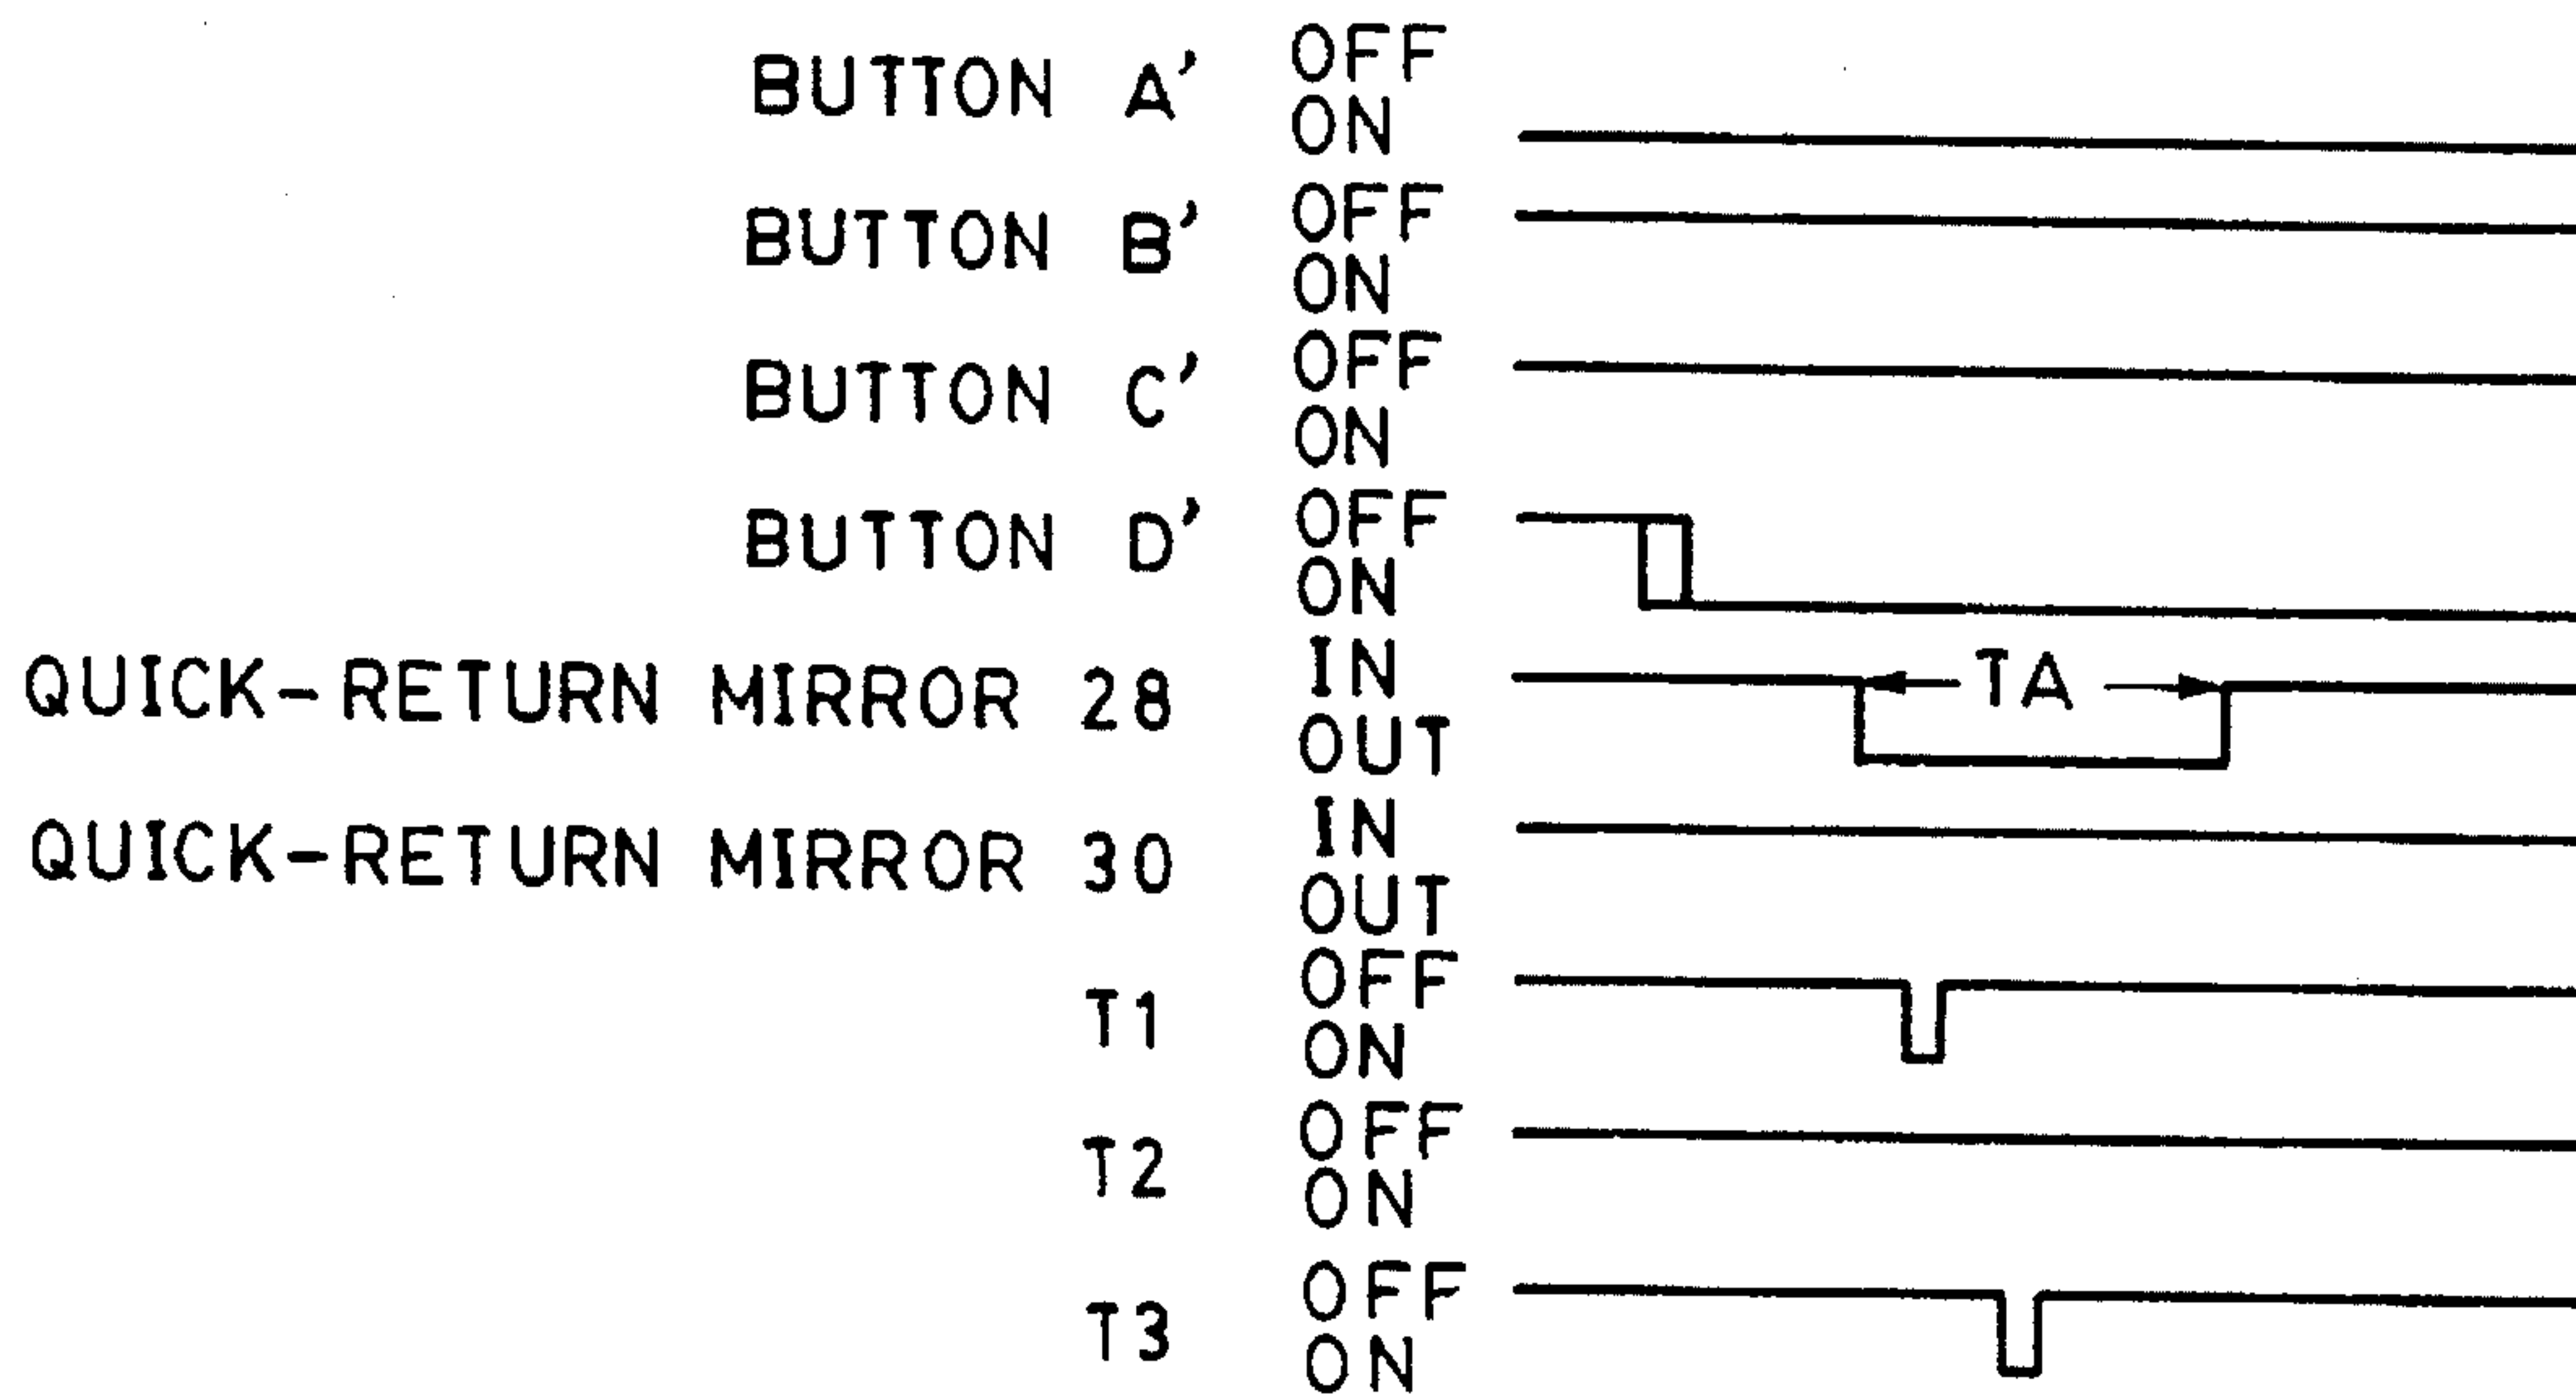 BUTTON A' OFF
ON
BUTTON B' OFF
ON
BUTTON C' OFF
ON
BUTTON D' OFF
ON
QUICK-RETURN MIRROR 28 IN
OUT
TA
QUICK-RETURN MIRROR 30 IN
OUT
T1 OFF
ON
T2 OFF
ON
T3 OFF
ON